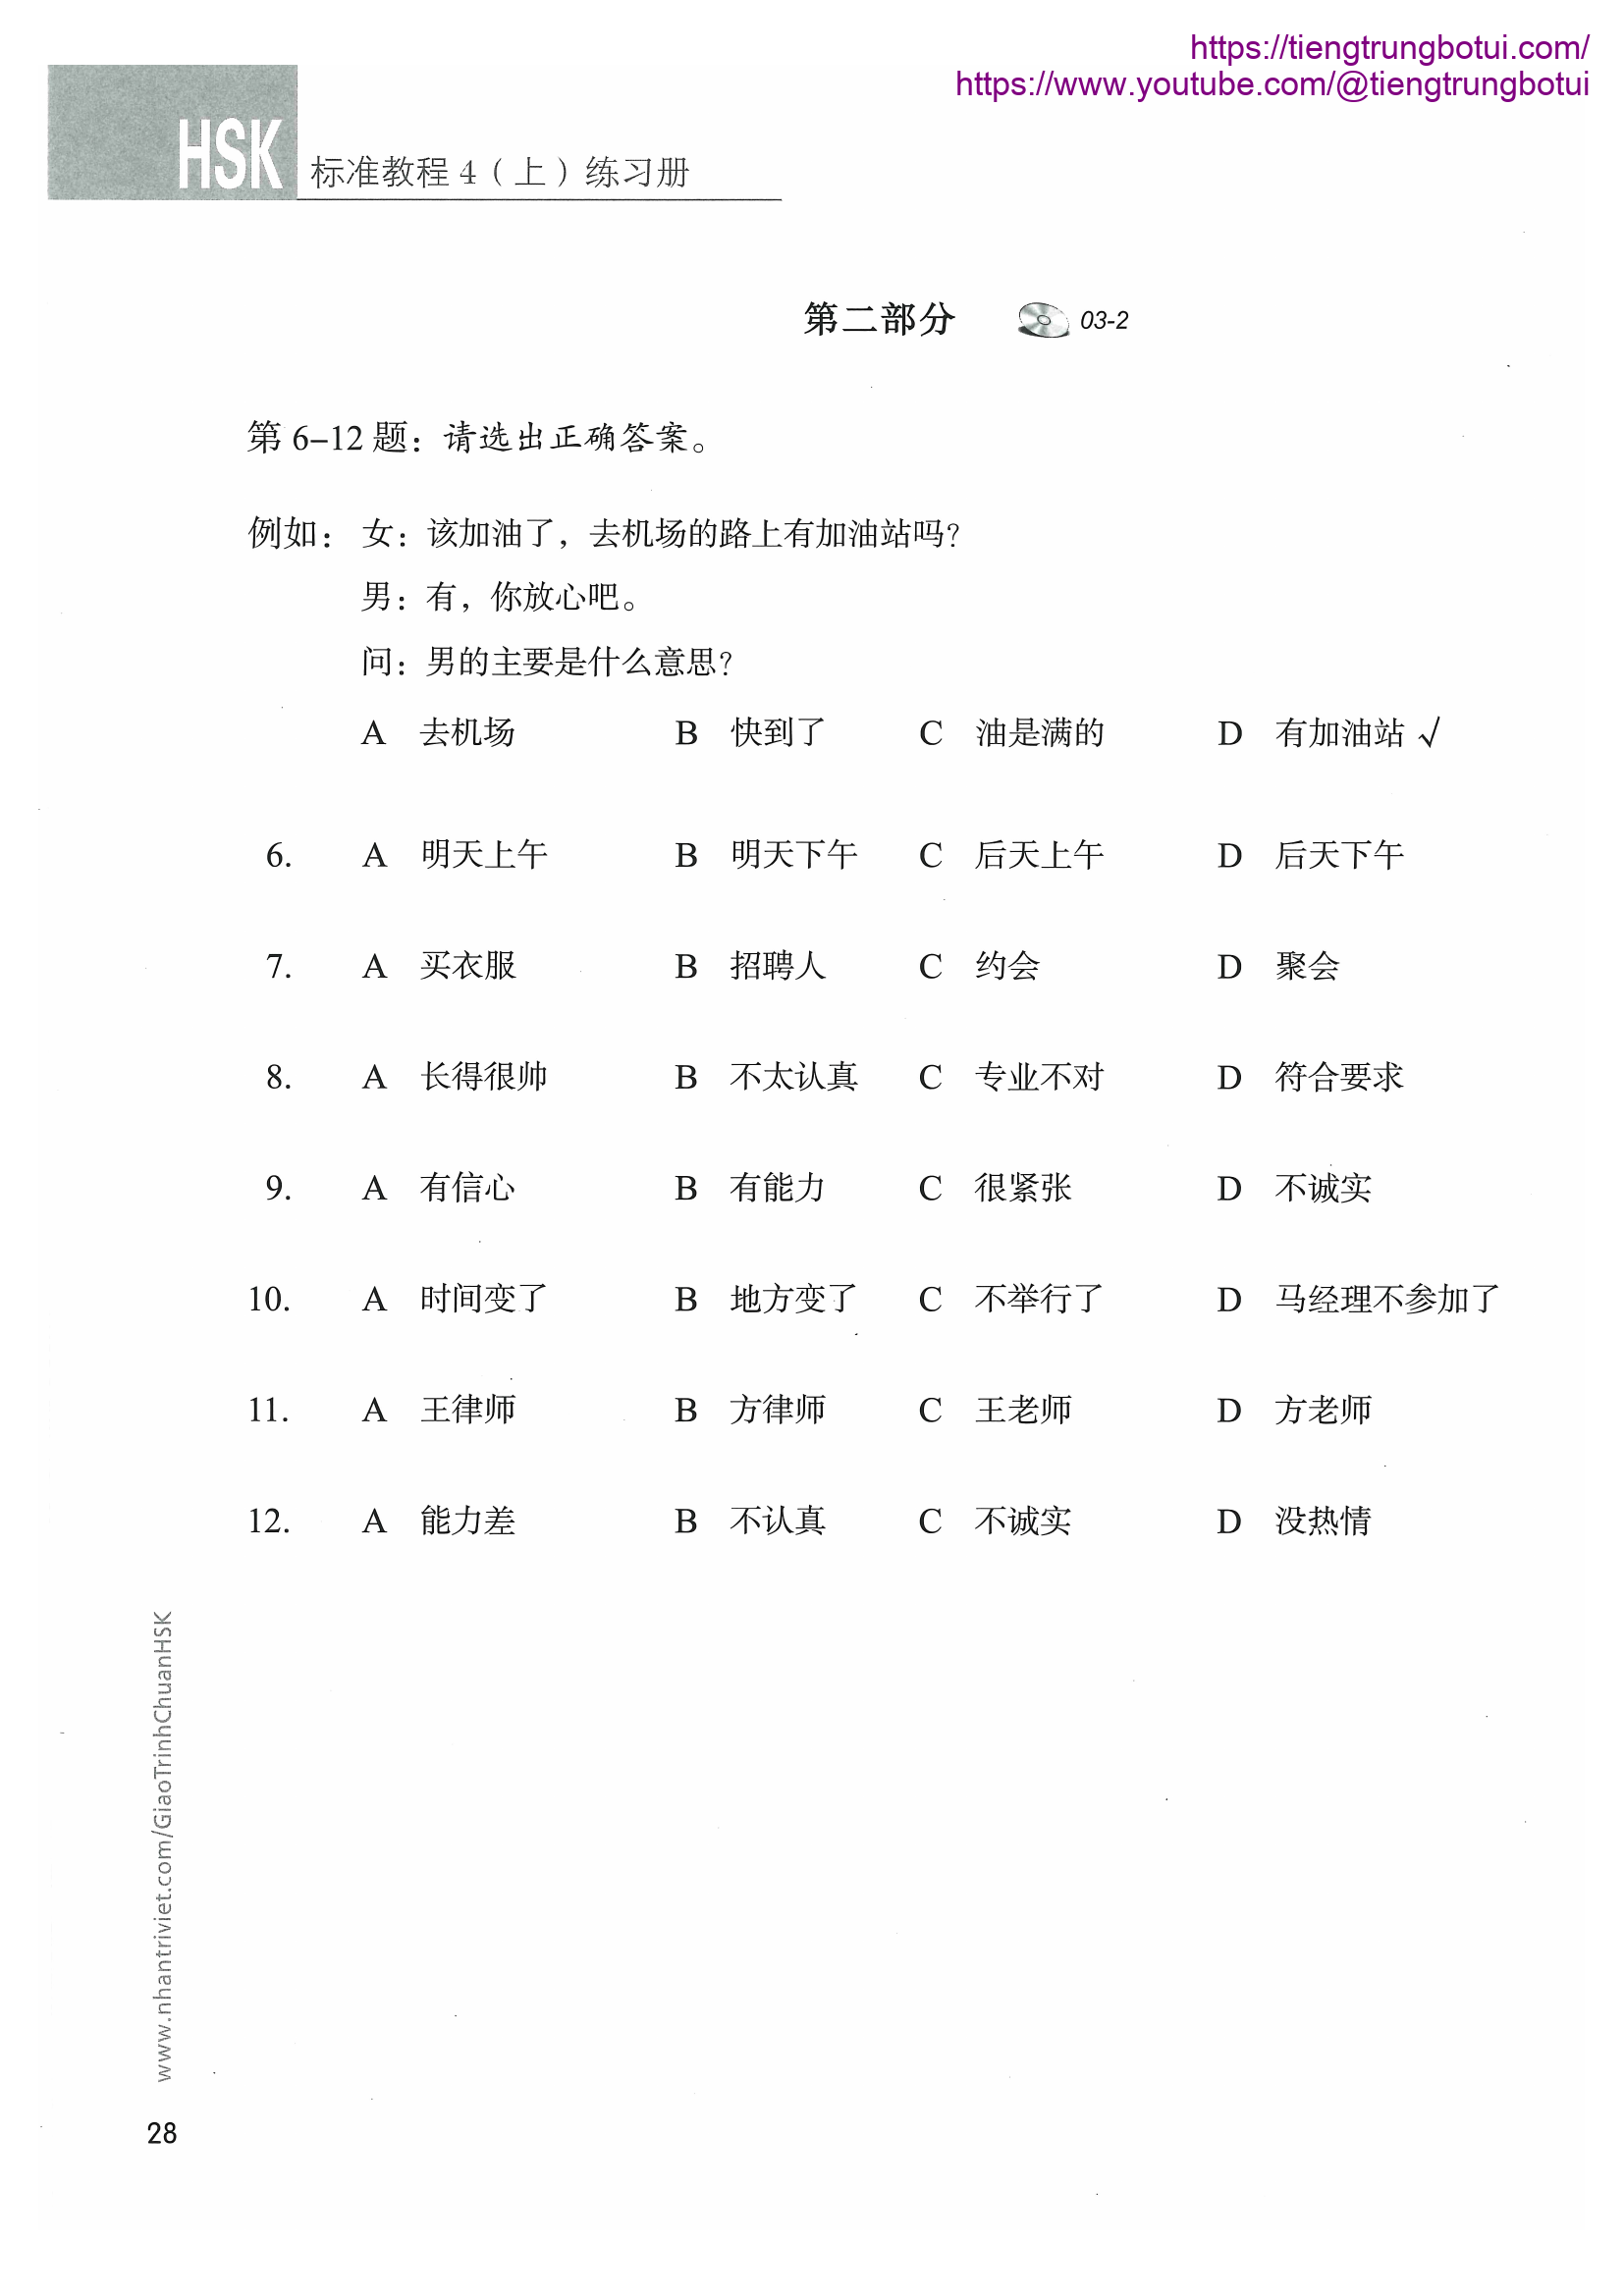 https://tiengtrungbotui.com/
https://www.youtube.com/@tiengtrungbotui
HSK 标准教程 4（上）练习册
第二部分 03-2
第 6–12 题：请选出正确答案。
例如： 女：该加油了，去机场的路上有加油站吗？
男：有，你放心吧。
问：男的主要是什么意思？
A 去机场 B 快到了 C 油是满的 D 有加油站 √
6. A 明天上午 B 明天下午 C 后天上午 D 后天下午
7. A 买衣服 B 招聘人 C 约会 D 聚会
8. A 长得很帅 B 不太认真 C 专业不对 D 符合要求
9. A 有信心 B 有能力 C 很紧张 D 不诚实
10. A 时间变了 B 地方变了 C 不举行了 D 马经理不参加了
11. A 王律师 B 方律师 C 王老师 D 方老师
12. A 能力差 B 不认真 C 不诚实 D 没热情
www.nhantriviet.com/GiaoTrinhChuanHSK
28